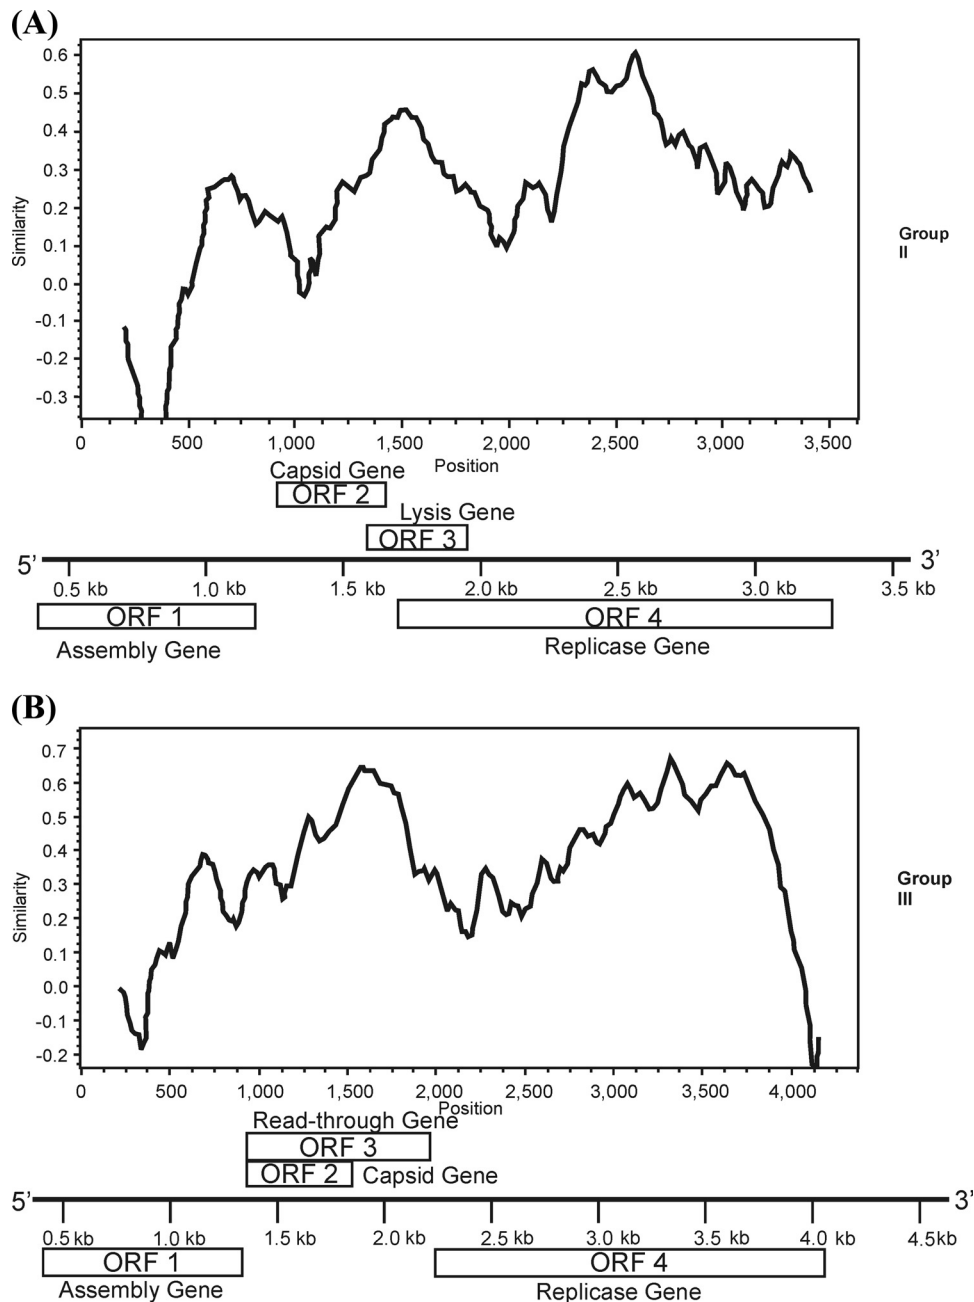 (A)
0.6
0.5
0.4
0.3
0.2
0.1
0.0
-0.1
-0.2
-0.3
Similarity
Group
II
0 500 1,000 1,500 2,000 2,500 3,000 3,500
Position
Capsid Gene
ORF 2
Lysis Gene
ORF 3
5’ 3’
0.5 kb 1.0 kb 1.5 kb 2.0 kb 2.5 kb 3.0 kb 3.5 kb
ORF 1 ORF 4
Assembly Gene Replicase Gene
(B)
0.7
0.6
0.5
0.4
0.3
0.2
0.1
0.0
-0.1
-0.2
Similarity
Group
III
0 500 1,000 1,500 2,000 2,500 3,000 3,500 4,000
Position
Read-through Gene
ORF 3
ORF 2 Capsid Gene
5’ 3’
0.5 kb 1.0 kb 1.5 kb 2.0 kb 2.5 kb 3.0 kb 3.5 kb 4.0 kb 4.5kb
ORF 1 ORF 4
Assembly Gene Replicase Gene